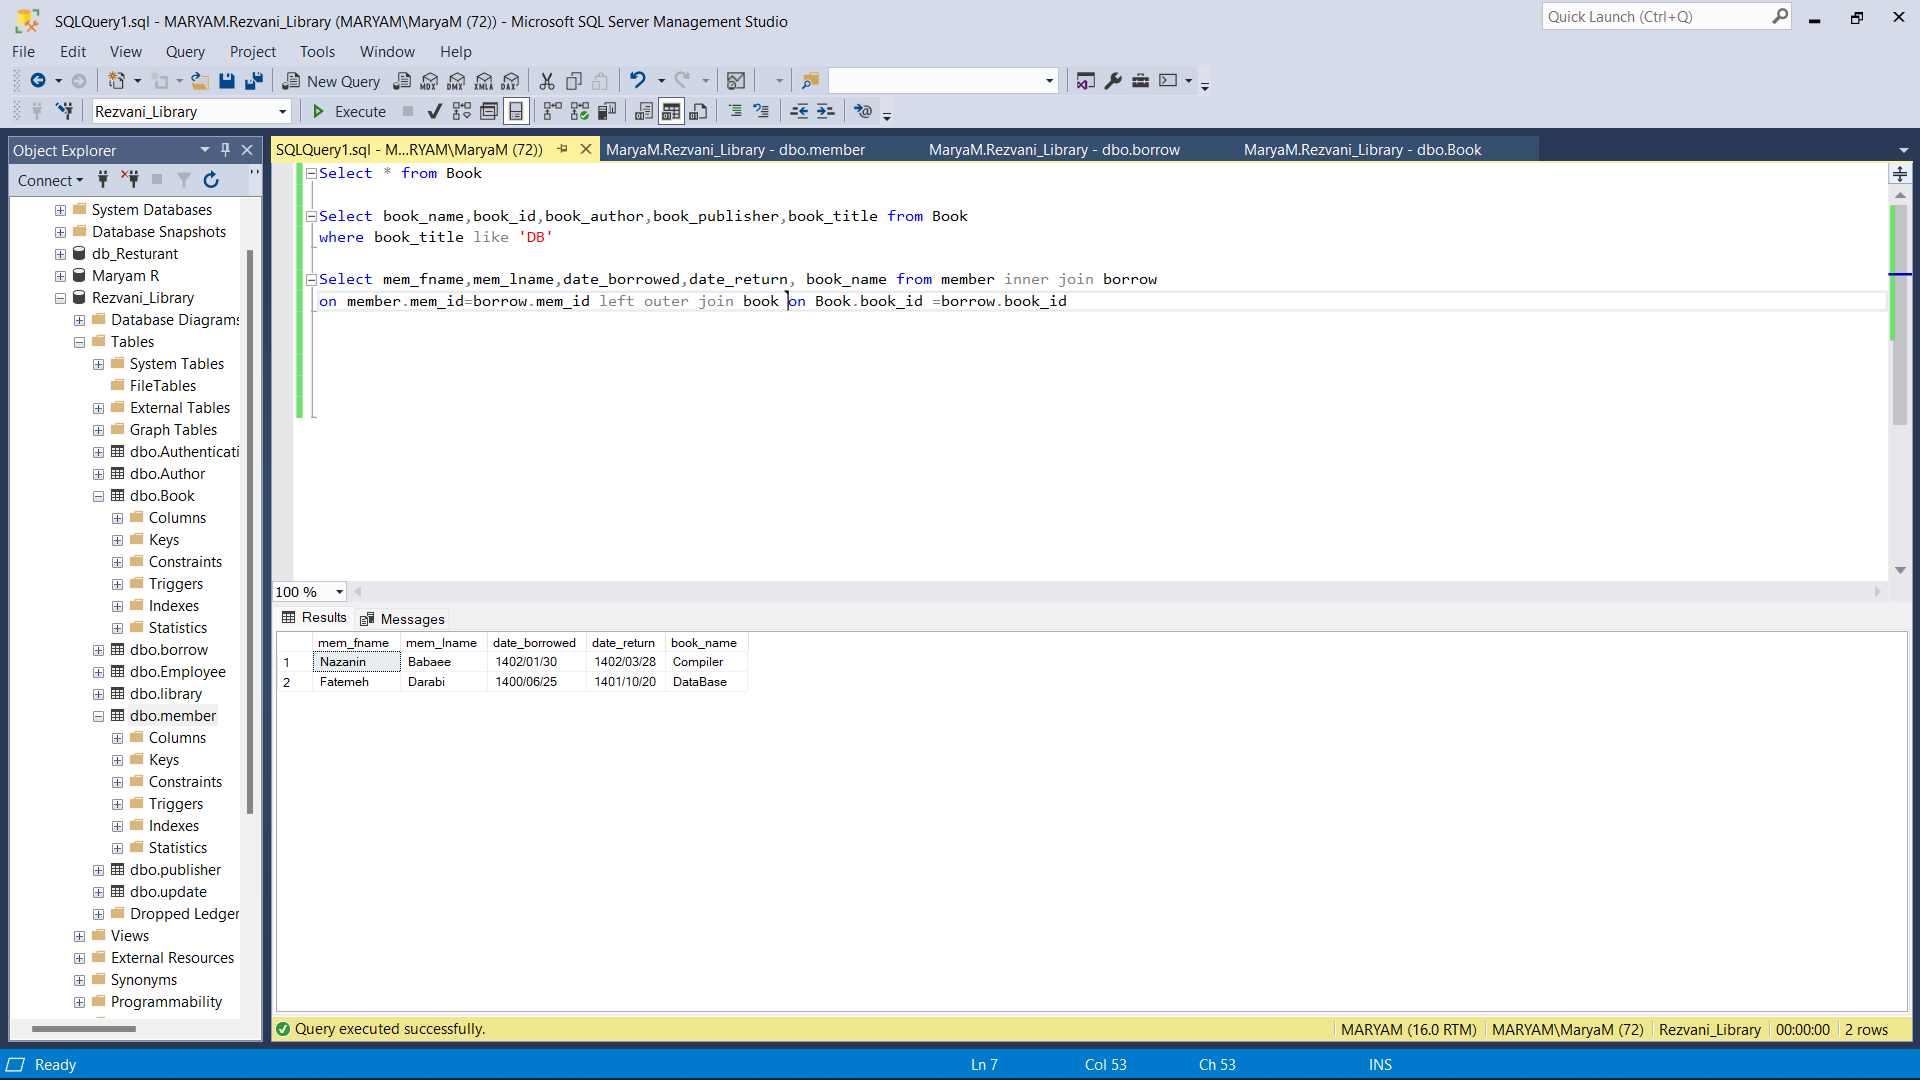 SQLQuery1.sql - MARYAM.Rezvani_Library (MARYAM\MaryaM (72)) - Microsoft SQL Server Management Studio
Quick Launch (Ctrl+Q)
File Edit View Query Project Tools Window Help
New Query
MDX DMX XMLA DAX
Rezvani_Library
Execute
Object Explorer
Connect
System Databases
Database Snapshots
db_Resturant
Maryam R
Rezvani_Library
Database Diagrams
Tables
System Tables
FileTables
External Tables
Graph Tables
dbo.Authenticati
dbo.Author
dbo.Book
Columns
Keys
Constraints
Triggers
Indexes
Statistics
dbo.borrow
dbo.Employee
dbo.library
dbo.member
Columns
Keys
Constraints
Triggers
Indexes
Statistics
dbo.publisher
dbo.update
Dropped Ledger
Views
External Resources
Synonyms
Programmability
SQLQuery1.sql - M...RYAM\MaryaM (72))
MaryaM.Rezvani_Library - dbo.member
MaryaM.Rezvani_Library - dbo.borrow
MaryaM.Rezvani_Library - dbo.Book
Select * from Book
Select book_name,book_id,book_author,book_publisher,book_title from Book
where book_title like 'DB'
Select mem_fname,mem_lname,date_borrowed,date_return, book_name from member inner join borrow
on member.mem_id=borrow.mem_id left outer join book on Book.book_id =borrow.book_id
100 %
Results Messages
mem_fname mem_lname date_borrowed date_return book_name
1 Nazanin Babaee 1402/01/30 1402/03/28 Compiler
2 Fatemeh Darabi 1400/06/25 1401/10/20 DataBase
Query executed successfully.
MARYAM (16.0 RTM) MARYAM\MaryaM (72) Rezvani_Library 00:00:00 2 rows
Ready
Ln 7 Col 53 Ch 53 INS